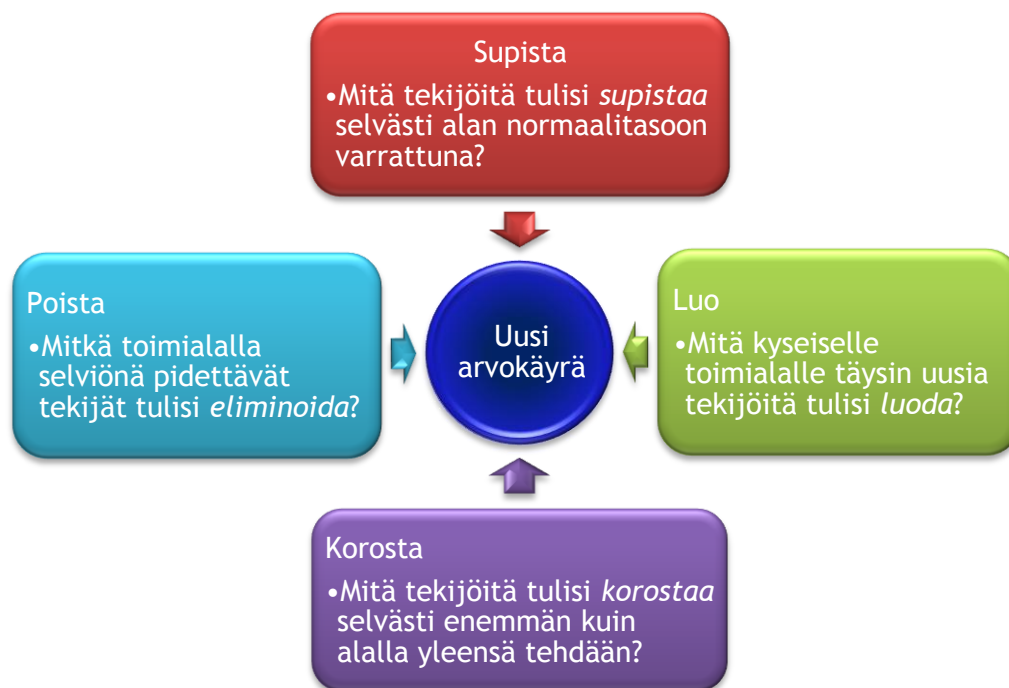 Supista
•Mitä tekijöitä tulisi supistaa
selvästi alan normaalitasoon
varrattuna?
Poista
•Mitkä toimialalla
selviönä pidettävät
tekijät tulisi eliminoida?
Uusi
arvokäyrä
Luo
•Mitä kyseiselle
toimialalle täysin uusia
tekijöitä tulisi luoda?
Korosta
•Mitä tekijöitä tulisi korostaa
selvästi enemmän kuin
alalla yleensä tehdään?